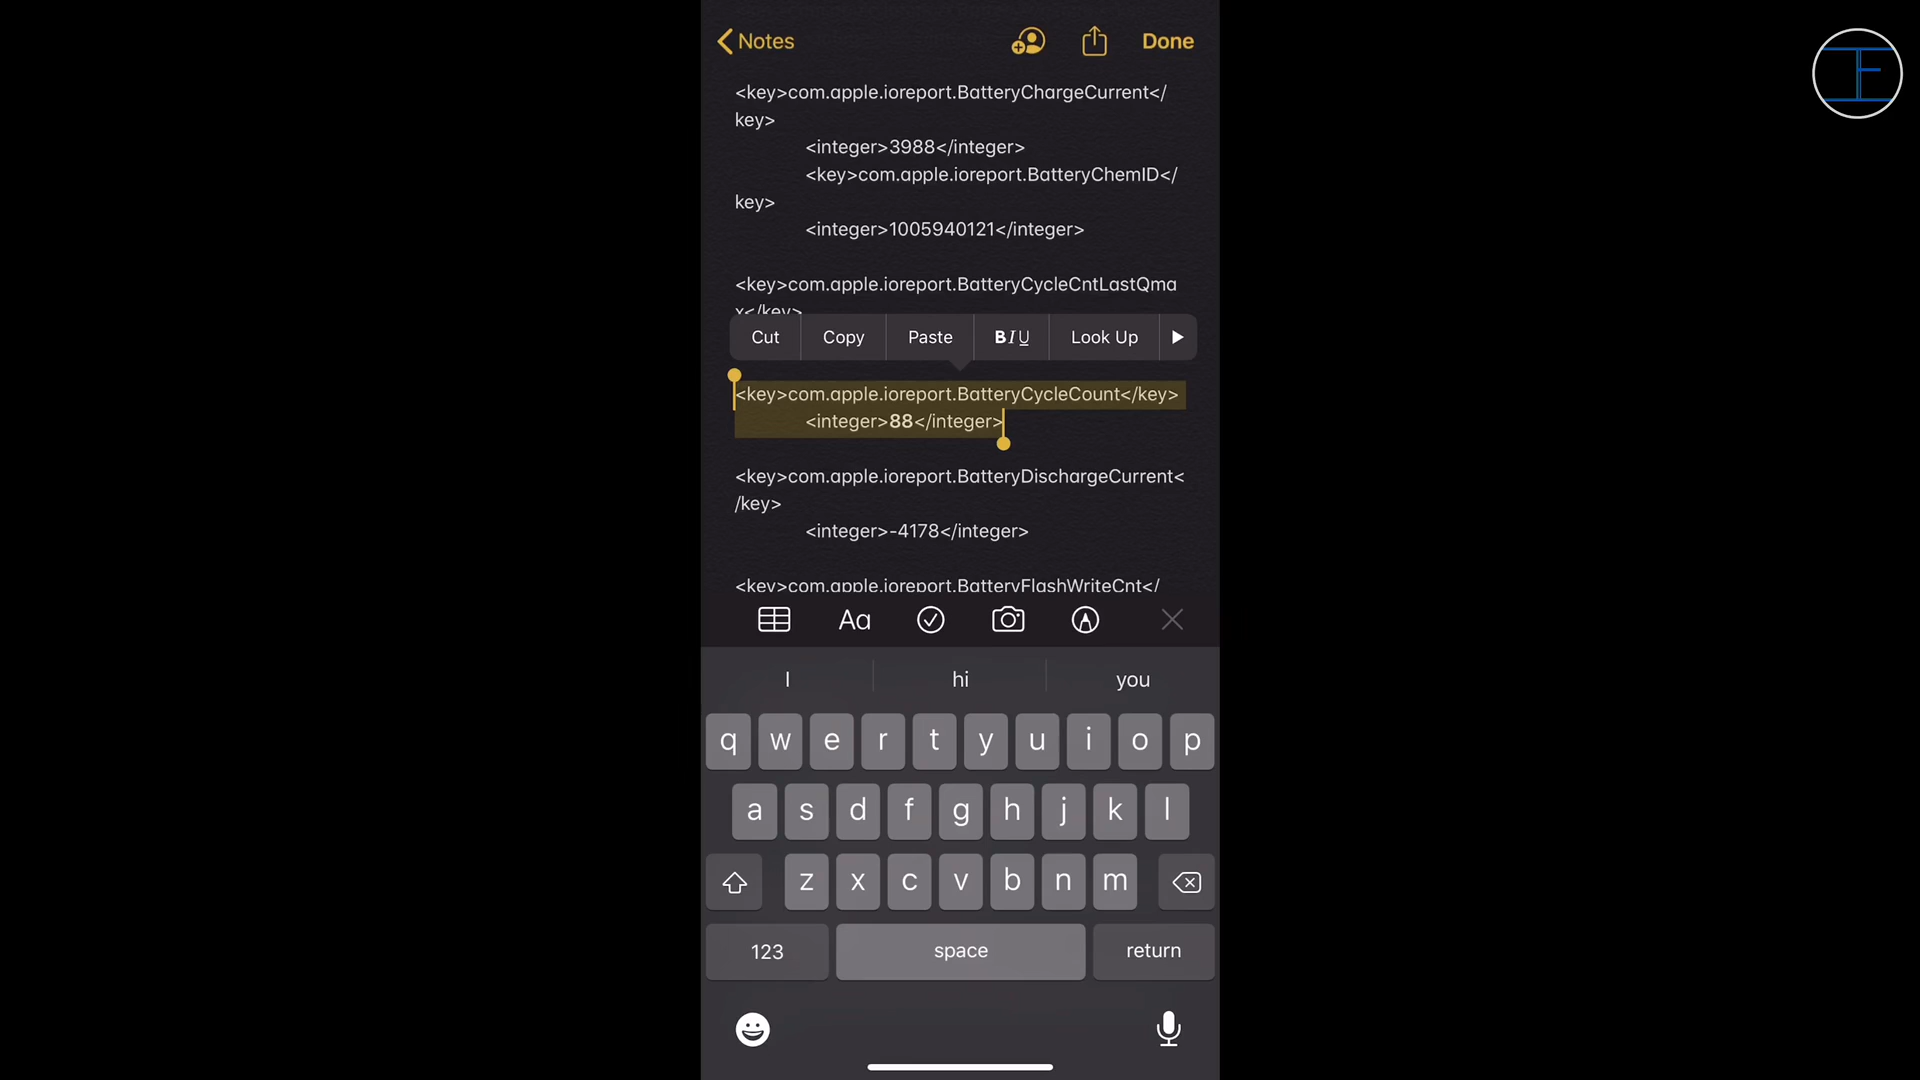 Notes
Done
<key>com.apple.ioreport.BatteryChargeCurrent</
key>
<integer>3988</integer>
<key>com.apple.ioreport.BatteryChemID</
key>
<integer>1005940121</integer>
<key>com.apple.ioreport.BatteryCycleCntLastQma
x</key>
Cut Copy Paste BIU Look Up
<key>com.apple.ioreport.BatteryCycleCount</key>
<integer>88</integer>
<key>com.apple.ioreport.BatteryDischargeCurrent<
/key>
<integer>-4178</integer>
<key>com.apple.ioreport.BatteryFlashWriteCnt</
Aa
I hi you
q w e r t y u i o p
a s d f g h j k l
z x c v b n m
123 space return